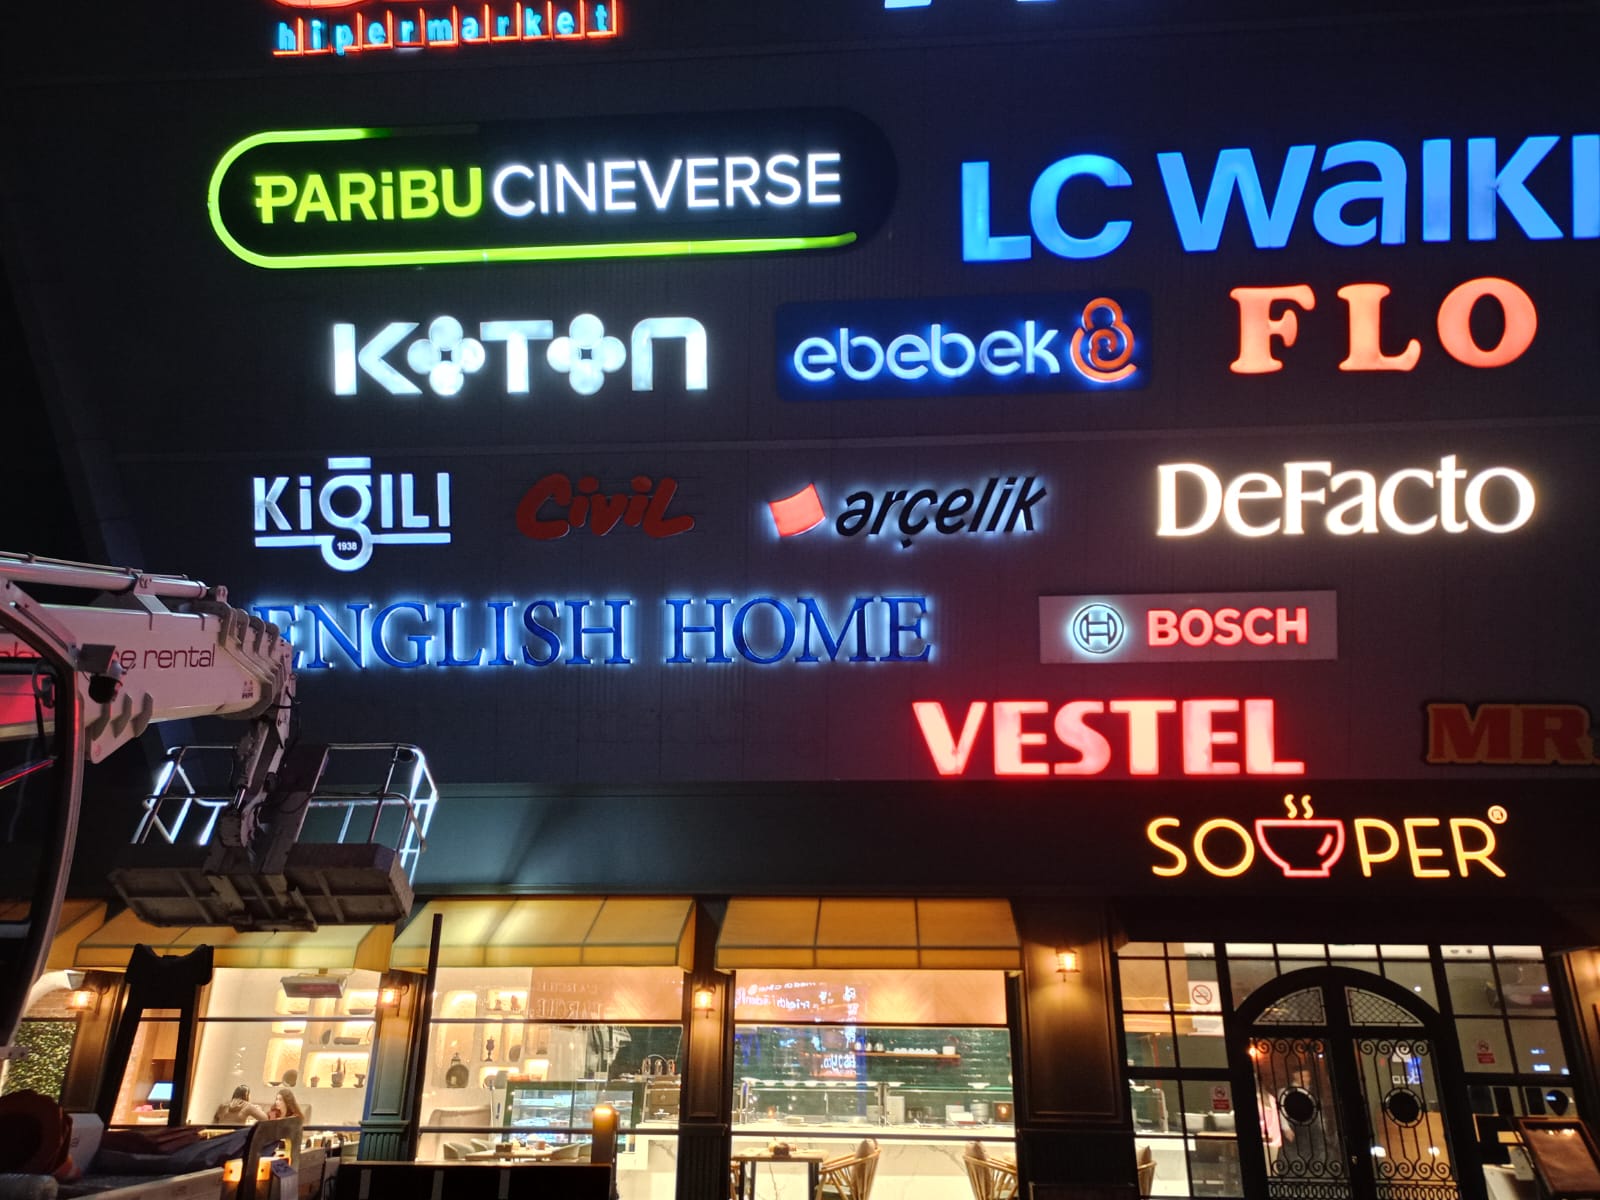 hipermarket
PARiBU CINEVERSE
LC WaIKI
KOTON
ebebek
FLO
KiĞILI
1938
Civil
arçelik
DeFacto
ENGLISH HOME
BOSCH
e rental
VESTEL
MR.
SOUPER